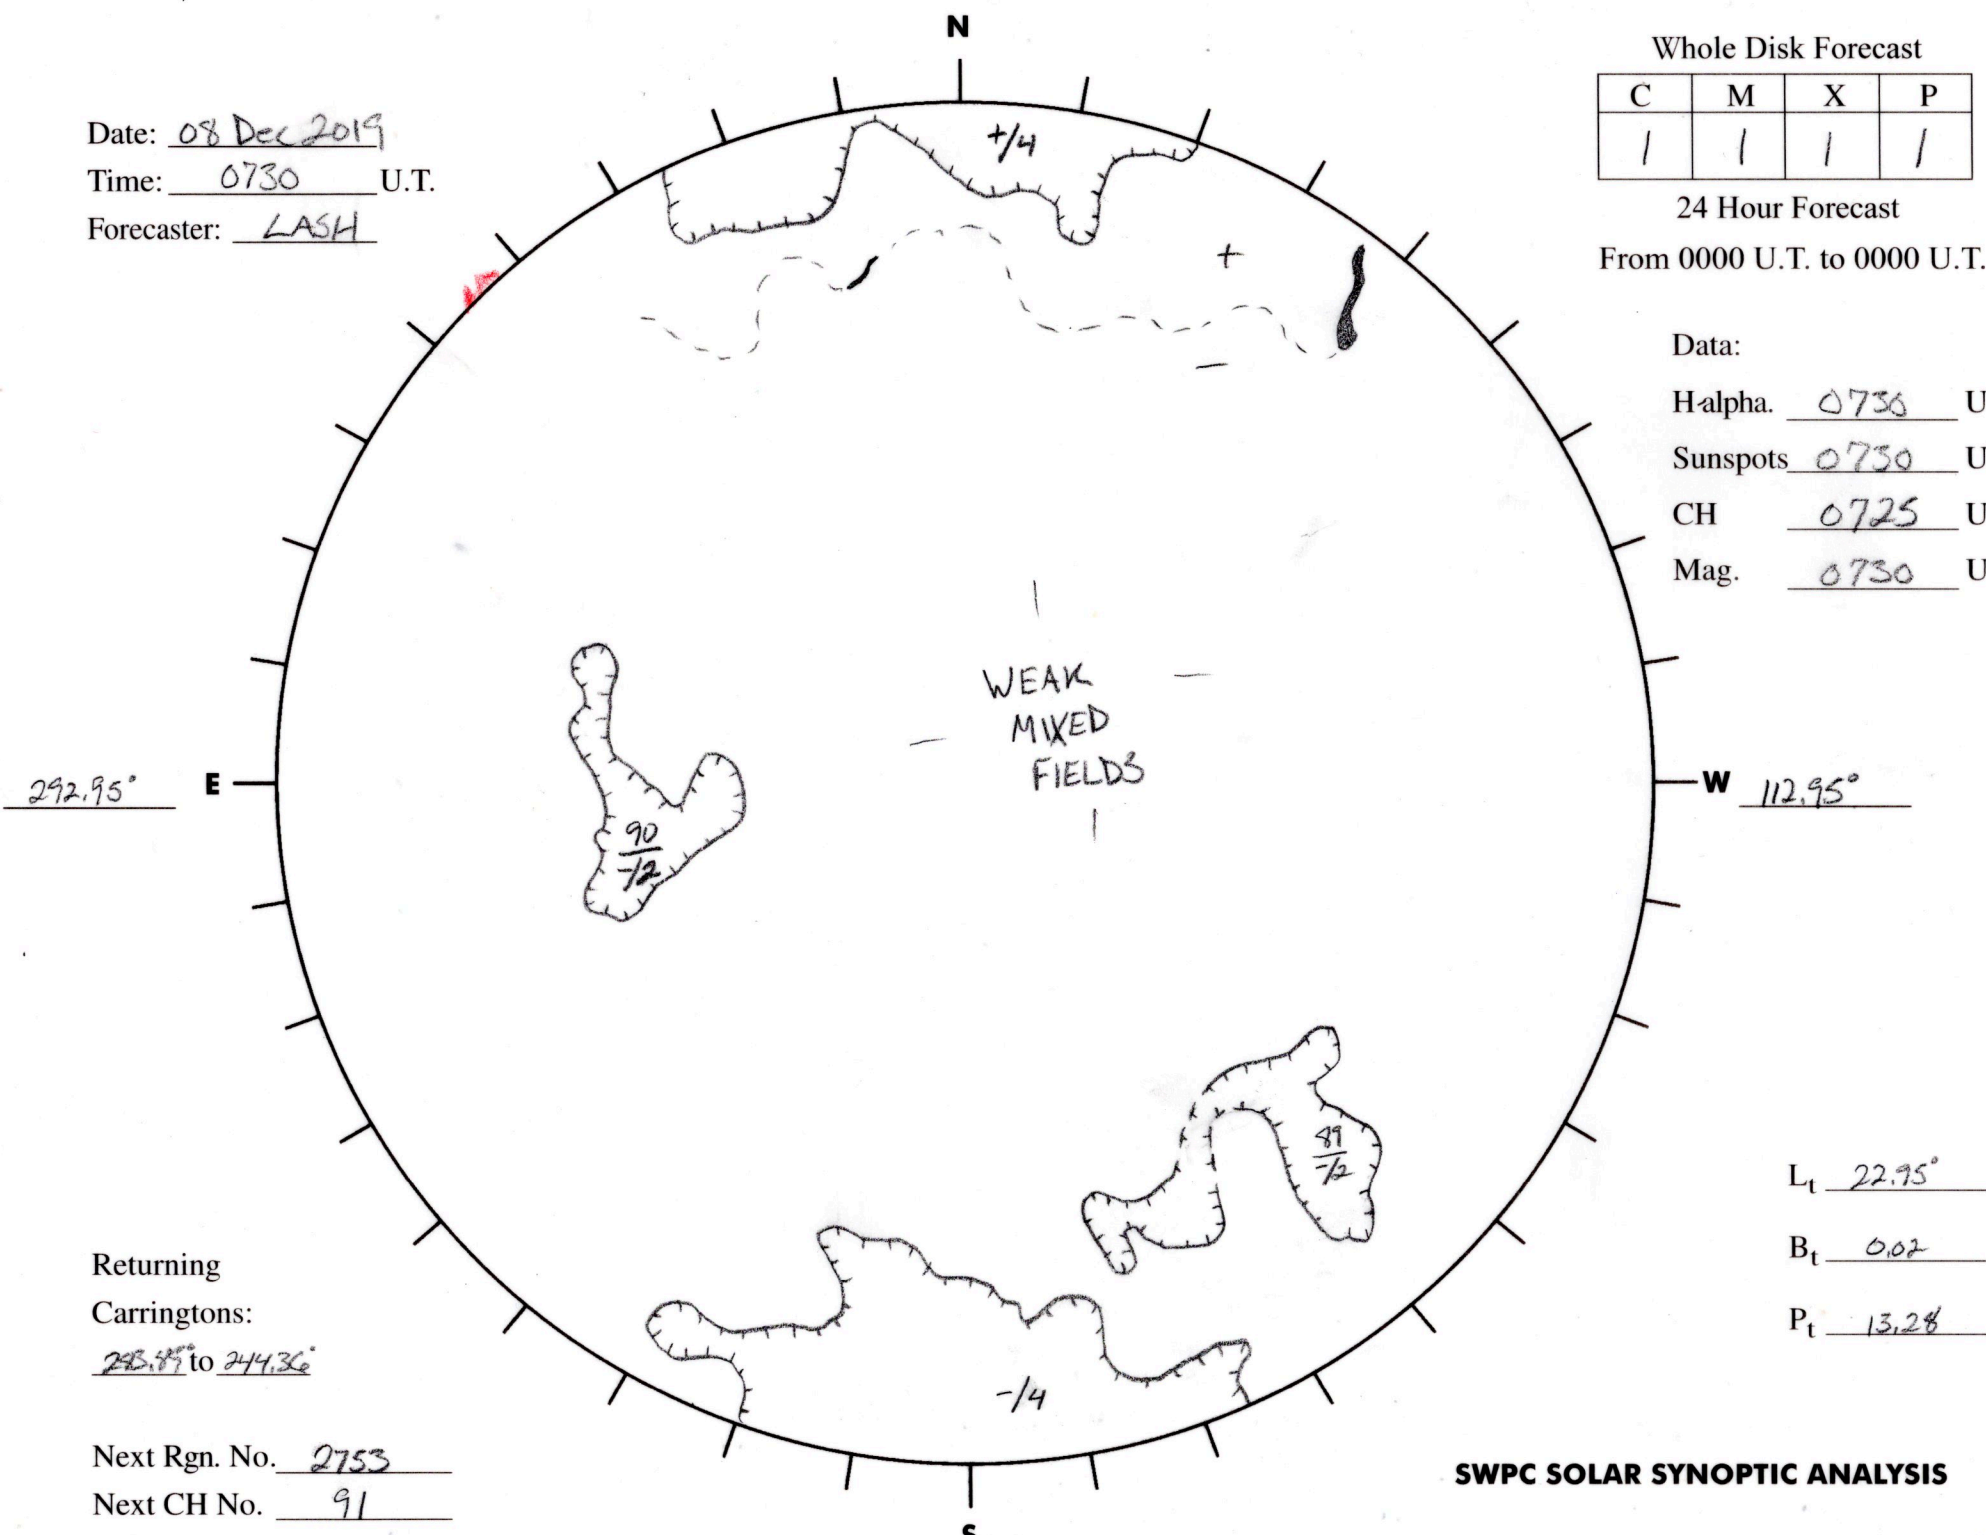 N
Whole Disk Forecast
C M X P
1 1 1 1
24 Hour Forecast
From 0000 U.T. to 0000 U.T.
Date: 08 Dec 2019
Time: 0730 U.T.
Forecaster: LASH
+/4
+
−
Data:
H-alpha. 0730 U
Sunspots 0730 U
CH 0725 U
Mag. 0730 U
WEAK
MIXED
FIELDS
292.95° E
W 112.95°
90
-/2
89
-/2
Lt 22.95°
Bt 0.02
Pt 13.28
Returning
Carringtons:
to 244.36°
-/4
Next Rgn. No. 2753
Next CH No. 91
SWPC SOLAR SYNOPTIC ANALYSIS
S